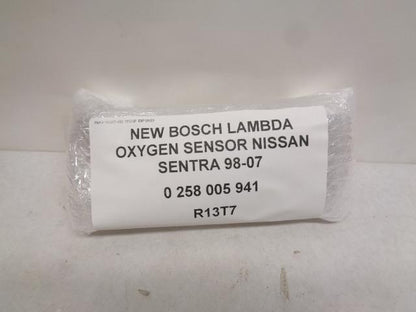 NEW BOSCH LAMBDA
OXYGEN SENSOR NISSAN
SENTRA 98-07
0 258 005 941
R13T7